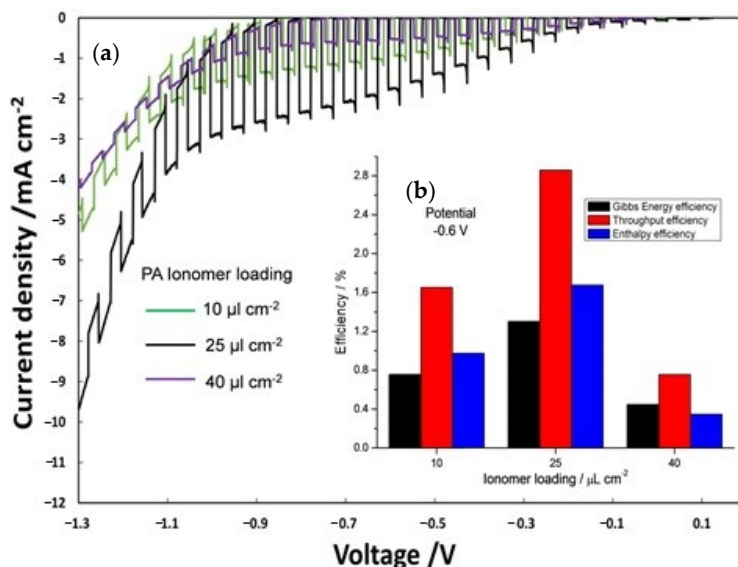 (a)
0
−1
−2
−3
−4
−5
−6
−7
−8
−9
−10
−11
−12
Current density /mA cm⁻²
−1.3 −1.1 −0.9 −0.7 −0.5 −0.3 −0.1 0.1
Voltage /V
PA Ionomer loading
10 µl cm⁻²
25 µl cm⁻²
40 µl cm⁻²
(b)
Potential
-0.6 V
Gibbs Energy efficiency
Throughput efficiency
Enthalpy efficiency
2.8
2.4
2.0
1.6
1.2
0.8
0.4
0.0
Efficiency / %
10 25 40
Ionomer loading / μL cm⁻²